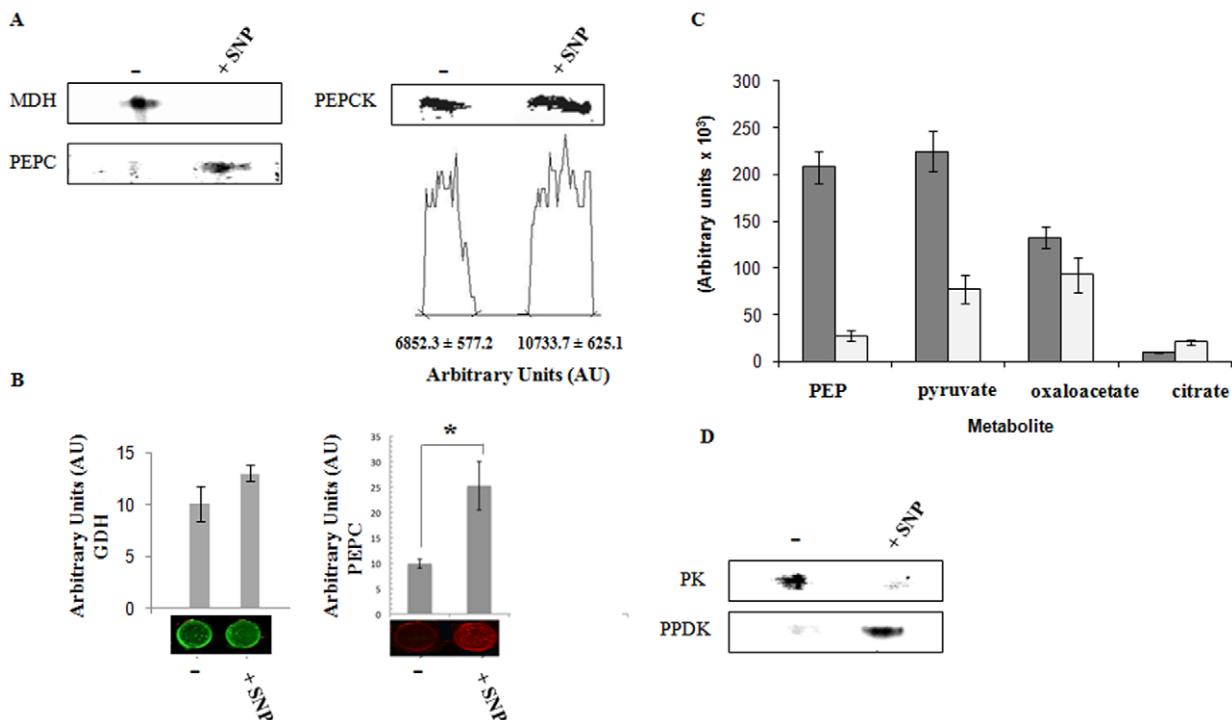 A
– + SNP
MDH
PEPC
– + SNP
PEPCK
6852.3 ± 577.2 10733.7 ± 625.1
Arbitrary Units (AU)
B
Arbitrary Units (AU)
GDH
15
10
5
0
– + SNP
Arbitrary Units (AU)
PEPC
35
30
25
20
15
10
5
0
*
– + SNP
C
(Arbitrary units x 10³)
300
250
200
150
100
50
0
PEP pyruvate oxaloacetate citrate
Metabolite
D
– + SNP
PK
PPDK